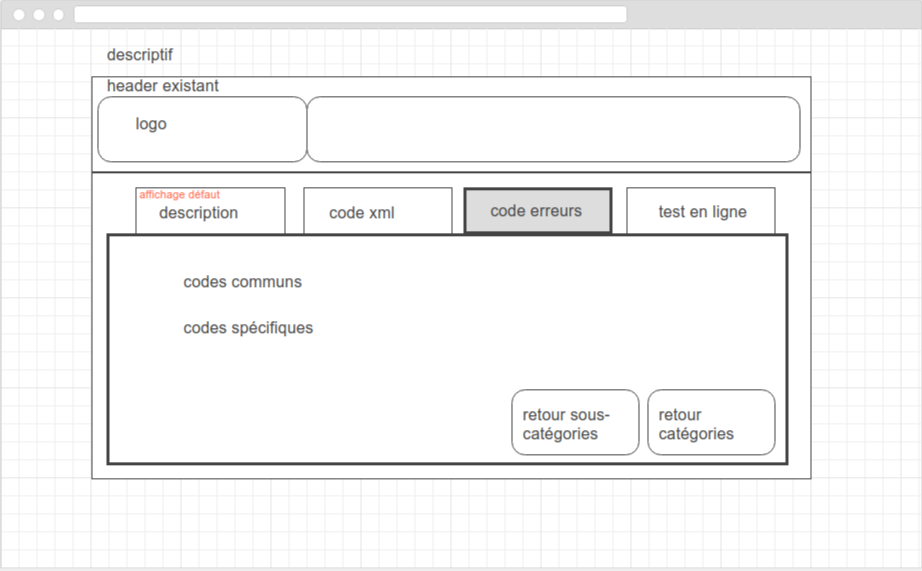 descriptif
header existant
logo
affichage défaut
description
code xml
code erreurs
test en ligne
codes communs
codes spécifiques
retour sous-
catégories
retour
catégories